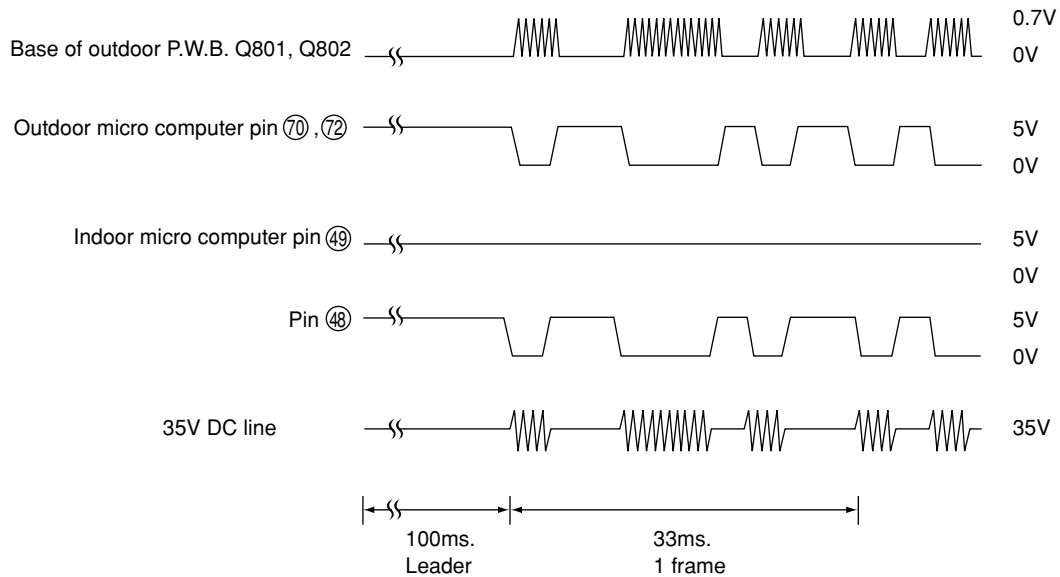 0.7V
Base of outdoor P.W.B. Q801, Q802
0V
Outdoor micro computer pin ⑦⓪ , ⑦②
5V
0V
Indoor micro computer pin ㊾
5V
0V
Pin ㊽
5V
0V
35V DC line
35V
100ms.
Leader
33ms.
1 frame